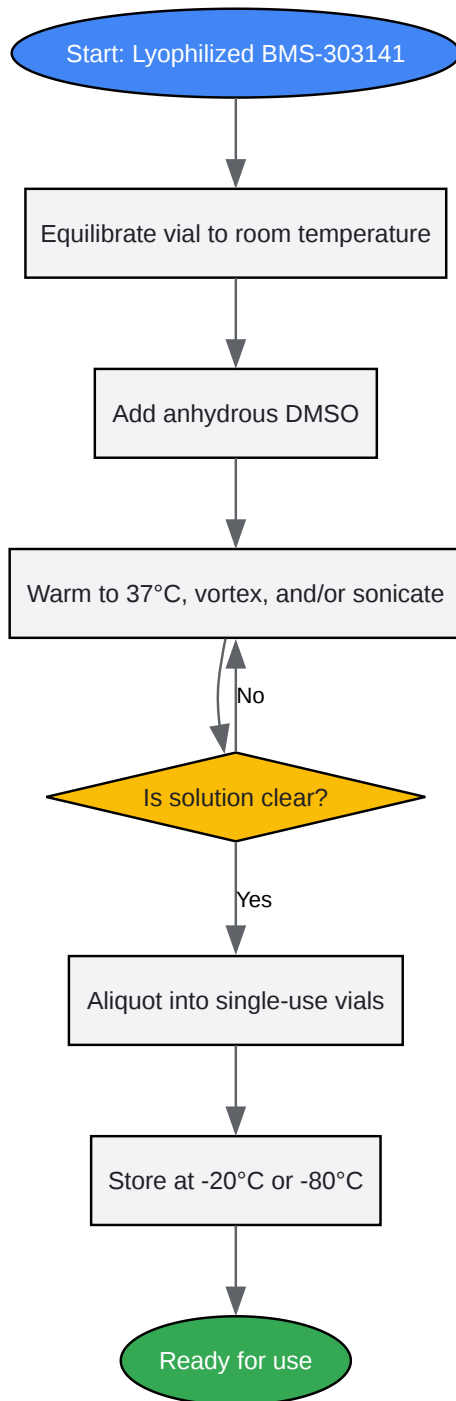 Start: Lyophilized BMS-303141
Equilibrate vial to room temperature
Add anhydrous DMSO
Warm to 37°C, vortex, and/or sonicate
No
Is solution clear?
Yes
Aliquot into single-use vials
Store at -20°C or -80°C
Ready for use